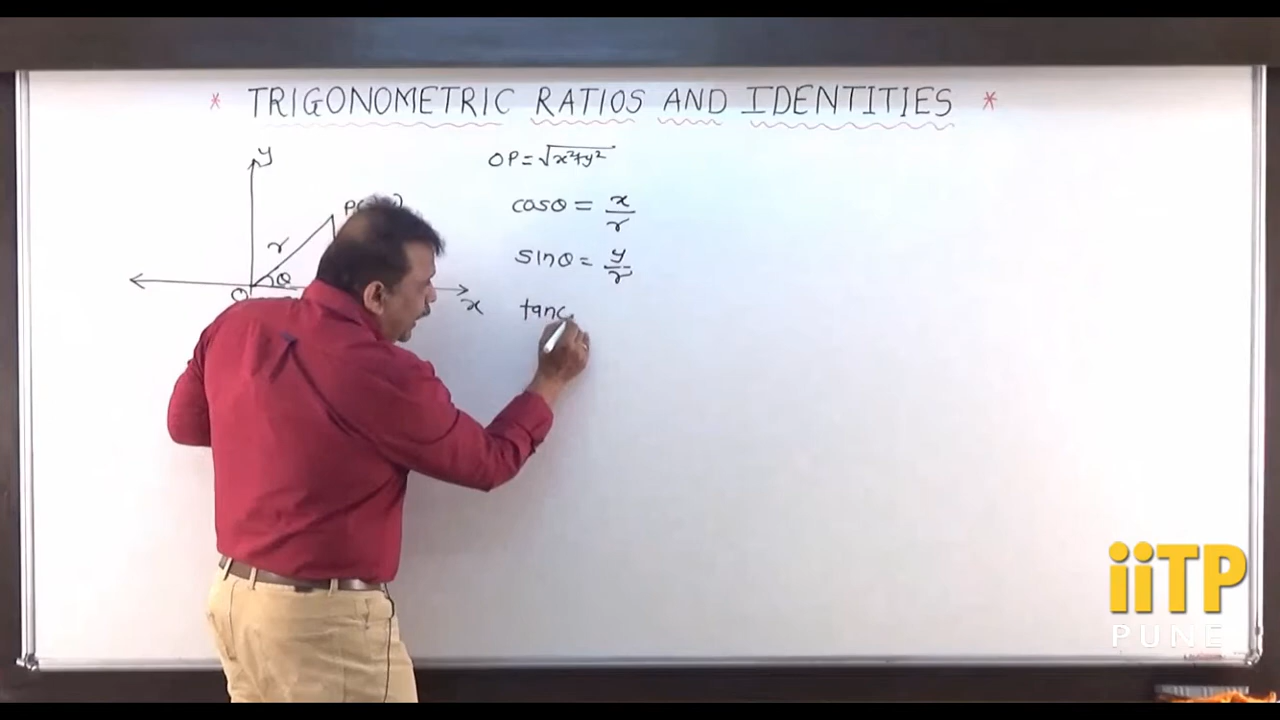 * TRIGONOMETRIC RATIOS AND IDENTITIES *
y
OP = √x²+y²
cosθ = x/r
r
θ
sinθ = y/r
O
x
tan
iiTP
PUNE